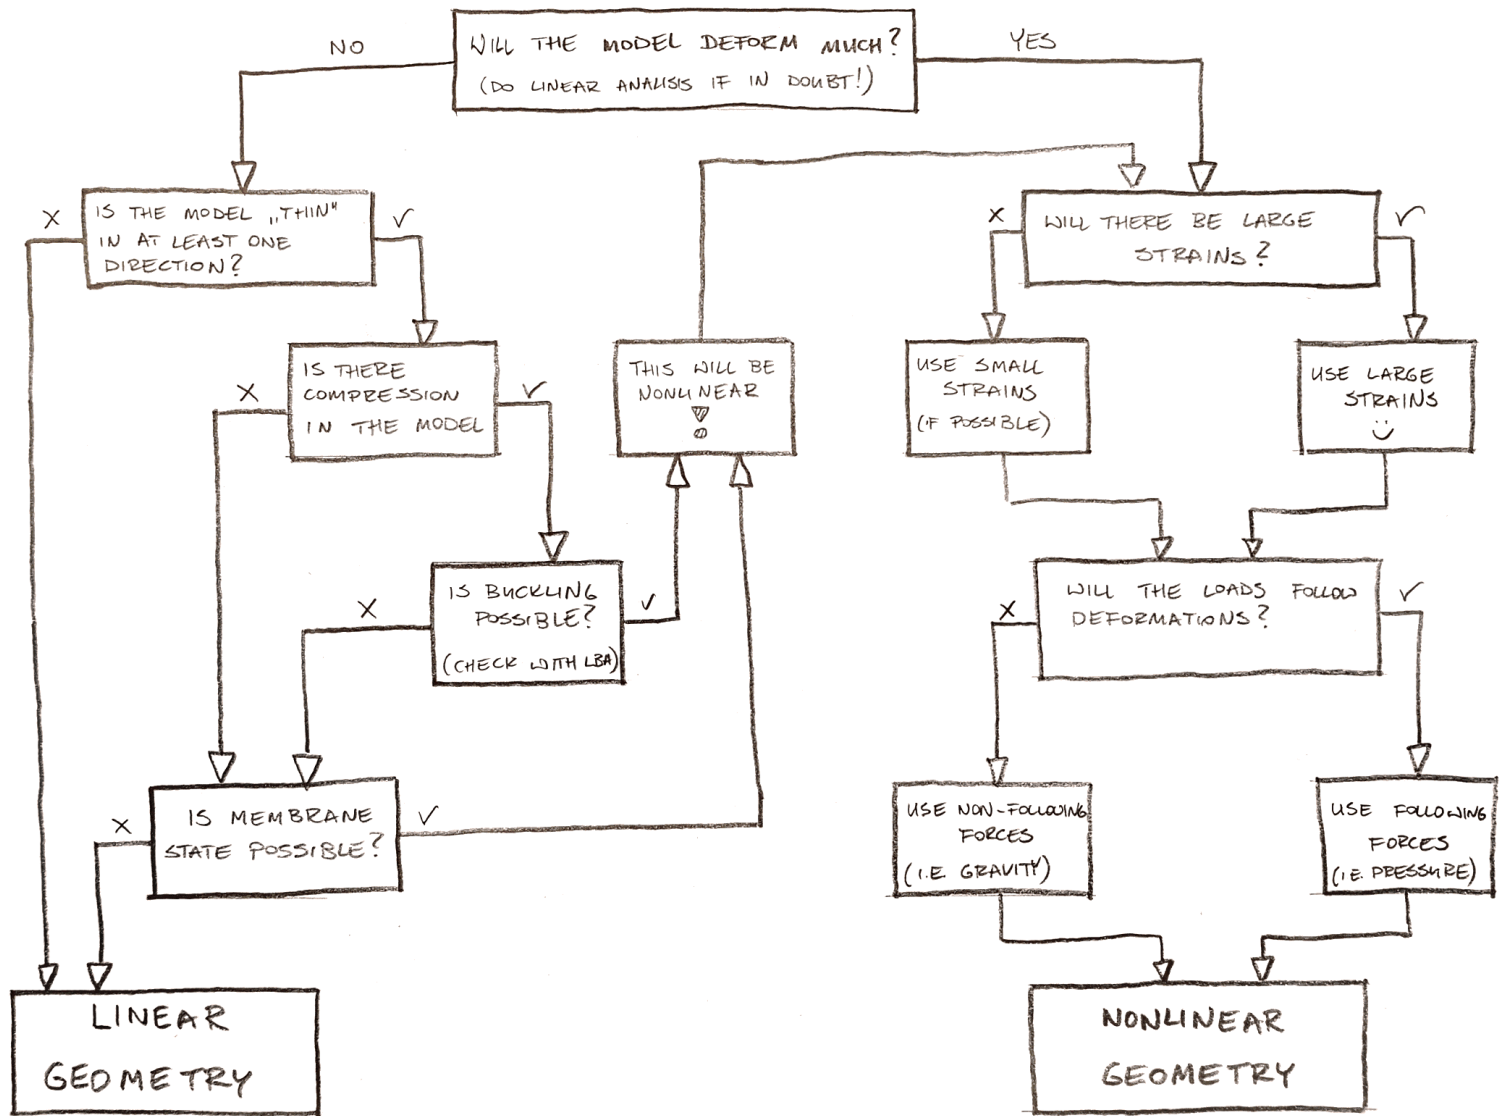 NO
WILL THE MODEL DEFORM MUCH?
(DO LINEAR ANALISIS IF IN DOUBT!)
YES
X
IS THE MODEL „THIN"
IN AT LEAST ONE
DIRECTION?
✓
X
WILL THERE BE LARGE
STRAINS?
✓
X
IS THERE
COMPRESSION
IN THE MODEL
✓
THIS WILL BE
NONLINEAR
!
USE SMALL
STRAINS
(IF POSSIBLE)
USE LARGE
STRAINS
X
IS BUCKLING
POSSIBLE?
(CHECK WITH LBA)
✓
X
WILL THE LOADS FOLLOW
DEFORMATIONS?
✓
X
IS MEMBRANE
STATE POSSIBLE?
✓
USE NON-FOLLOWING
FORCES
(I.E. GRAVITY)
USE FOLLOWING
FORCES
(I.E. PRESSURE)
LINEAR
GEOMETRY
NONLINEAR
GEOMETRY